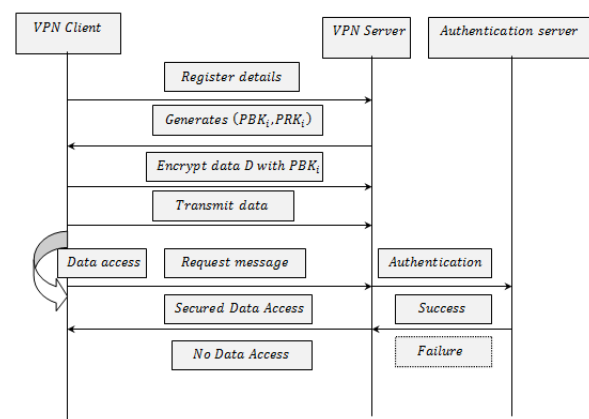 VPN Client
VPN Server
Authentication server
Register details
Generates (PBKᵢ,PRKᵢ)
Encrypt data D with PBKᵢ
Transmit data
Data access
Request message
Authentication
Secured Data Access
Success
No Data Access
Failure